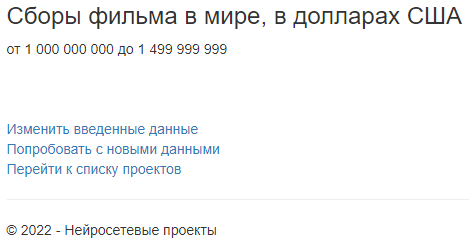 Сборы фильма в мире, в долларах США
от 1 000 000 000 до 1 499 999 999
Изменить введенные данные
Попробовать с новыми данными
Перейти к списку проектов
© 2022 - Нейросетевые проекты